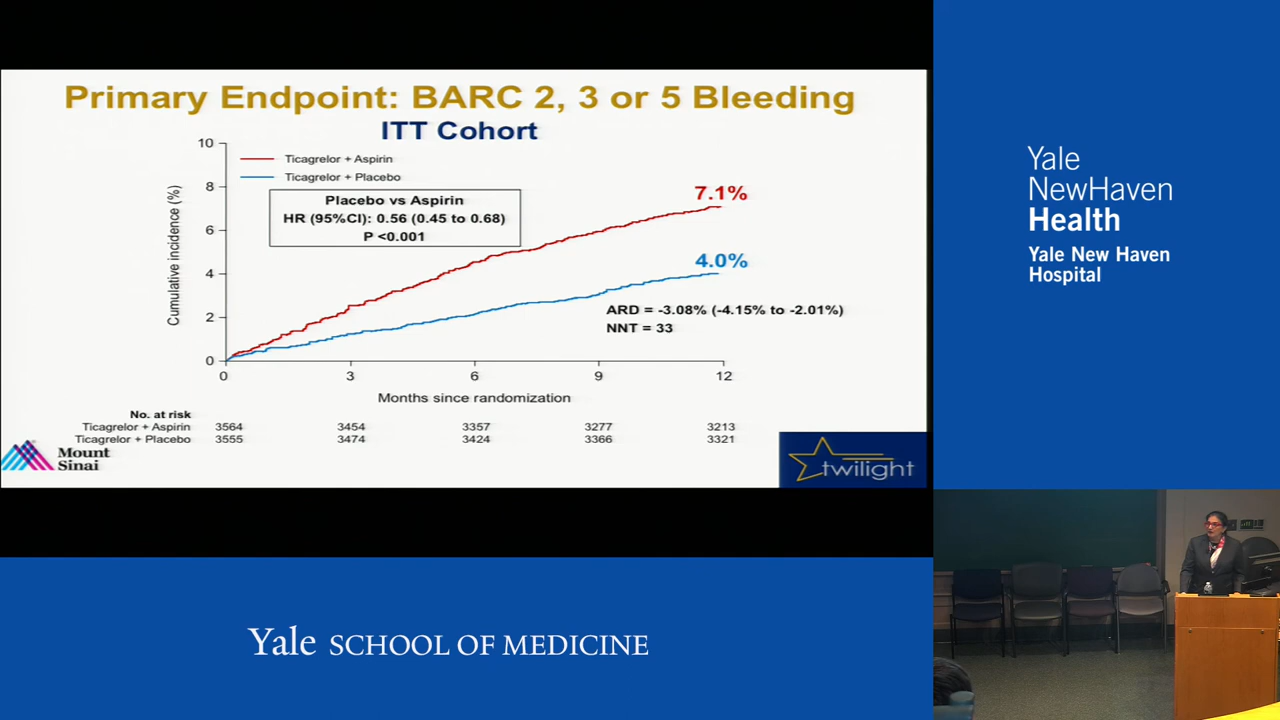 Primary Endpoint: BARC 2, 3 or 5 Bleeding
ITT Cohort
Ticagrelor + Aspirin
Ticagrelor + Placebo
Placebo vs Aspirin
HR (95%CI): 0.56 (0.45 to 0.68)
P <0.001
Cumulative incidence (%)
10
8
6
4
2
0
7.1%
4.0%
ARD = -3.08% (-4.15% to -2.01%)
NNT = 33
0 3 6 9 12
Months since randomization
No. at risk
Ticagrelor + Aspirin 3564 3454 3357 3277 3213
Ticagrelor + Placebo 3555 3474 3424 3366 3321
Mount
Sinai
twilight
Yale
NewHaven
Health
Yale New Haven
Hospital
Yale SCHOOL OF MEDICINE